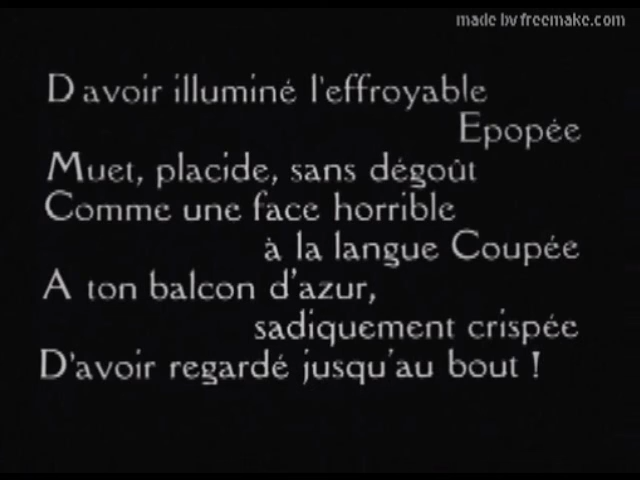 made by freemake.com
D avoir illuminé l'effroyable
Epopée
Muet, placide, sans dégoût
Comme une face horrible
à la langue Coupée
A ton balcon d'azur,
sadiquement crispée
D'avoir regardé jusqu'au bout !